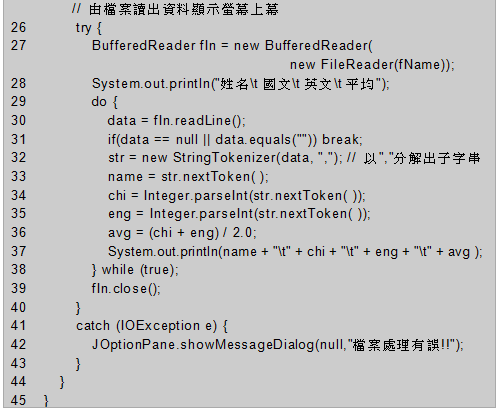 // 由檔案讀出資料顯示螢幕上幕
26 try {
27 BufferedReader fIn = new BufferedReader(
new FileReader(fName));
28 System.out.println("姓名\t 國文\t 英文\t 平均");
29 do {
30 data = fIn.readLine();
31 if(data == null || data.equals("")) break;
32 str = new StringTokenizer(data, ","); // 以","分解出子字串
33 name = str.nextToken( );
34 chi = Integer.parseInt(str.nextToken( ));
35 eng = Integer.parseInt(str.nextToken( ));
36 avg = (chi + eng) / 2.0;
37 System.out.println(name + "\t" + chi + "\t" + eng + "\t" + avg );
38 } while (true);
39 fIn.close();
40 }
41 catch (IOException e) {
42 JOptionPane.showMessageDialog(null,"檔案處理有誤!!");
43 }
44 }
45 }